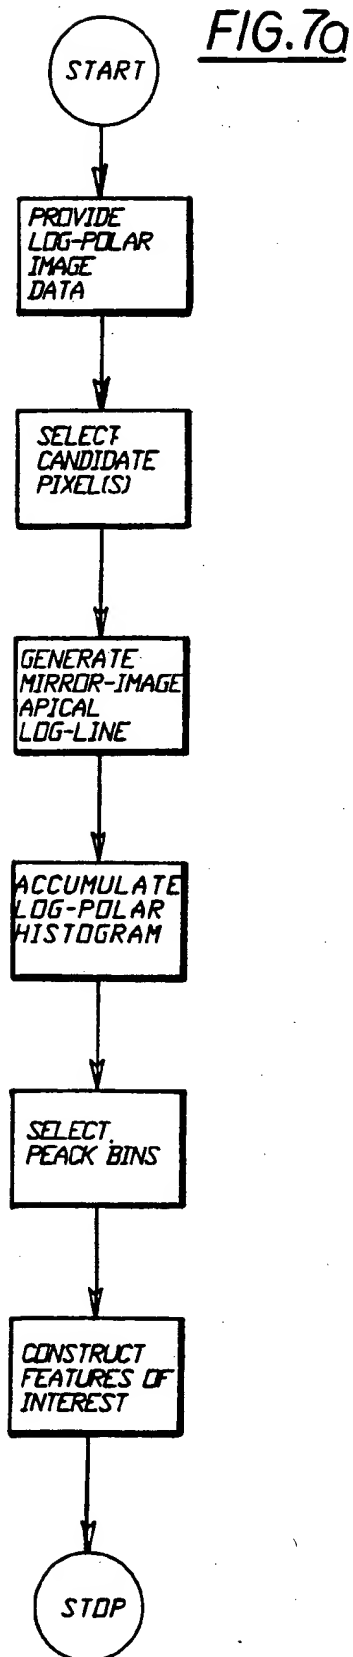 FIG.7a
START
PROVIDE
LOG-POLAR
IMAGE
DATA
SELECT
CANDIDATE
PIXEL(S)
GENERATE
MIRROR-IMAGE
APICAL
LOG-LINE
ACCUMULATE
LOG-POLAR
HISTOGRAM
SELECT
PEACK BINS
CONSTRUCT
FEATURES OF
INTEREST
STOP